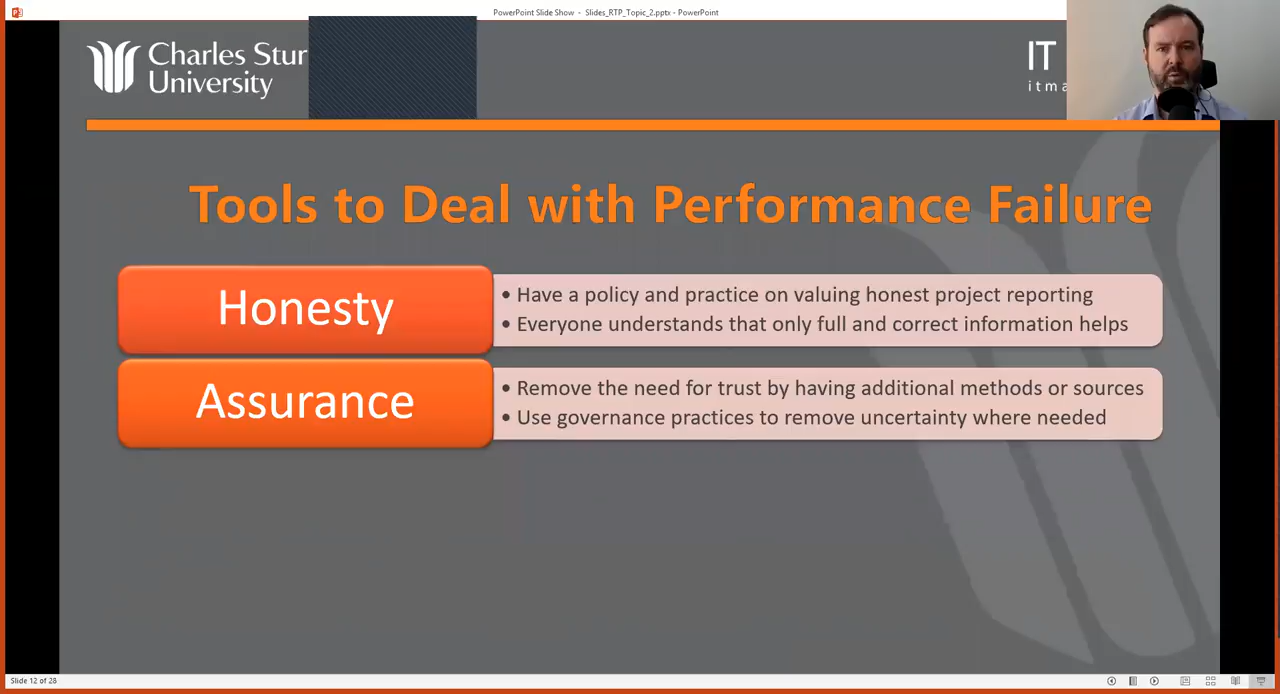 PowerPoint Slide Show - Slides_RTP_Topic_2.pptx - PowerPoint
Charles Stur
University
IT
itma
Tools to Deal with Performance Failure
Honesty
• Have a policy and practice on valuing honest project reporting
• Everyone understands that only full and correct information helps
Assurance
• Remove the need for trust by having additional methods or sources
• Use governance practices to remove uncertainty where needed
Slide 12 of 28